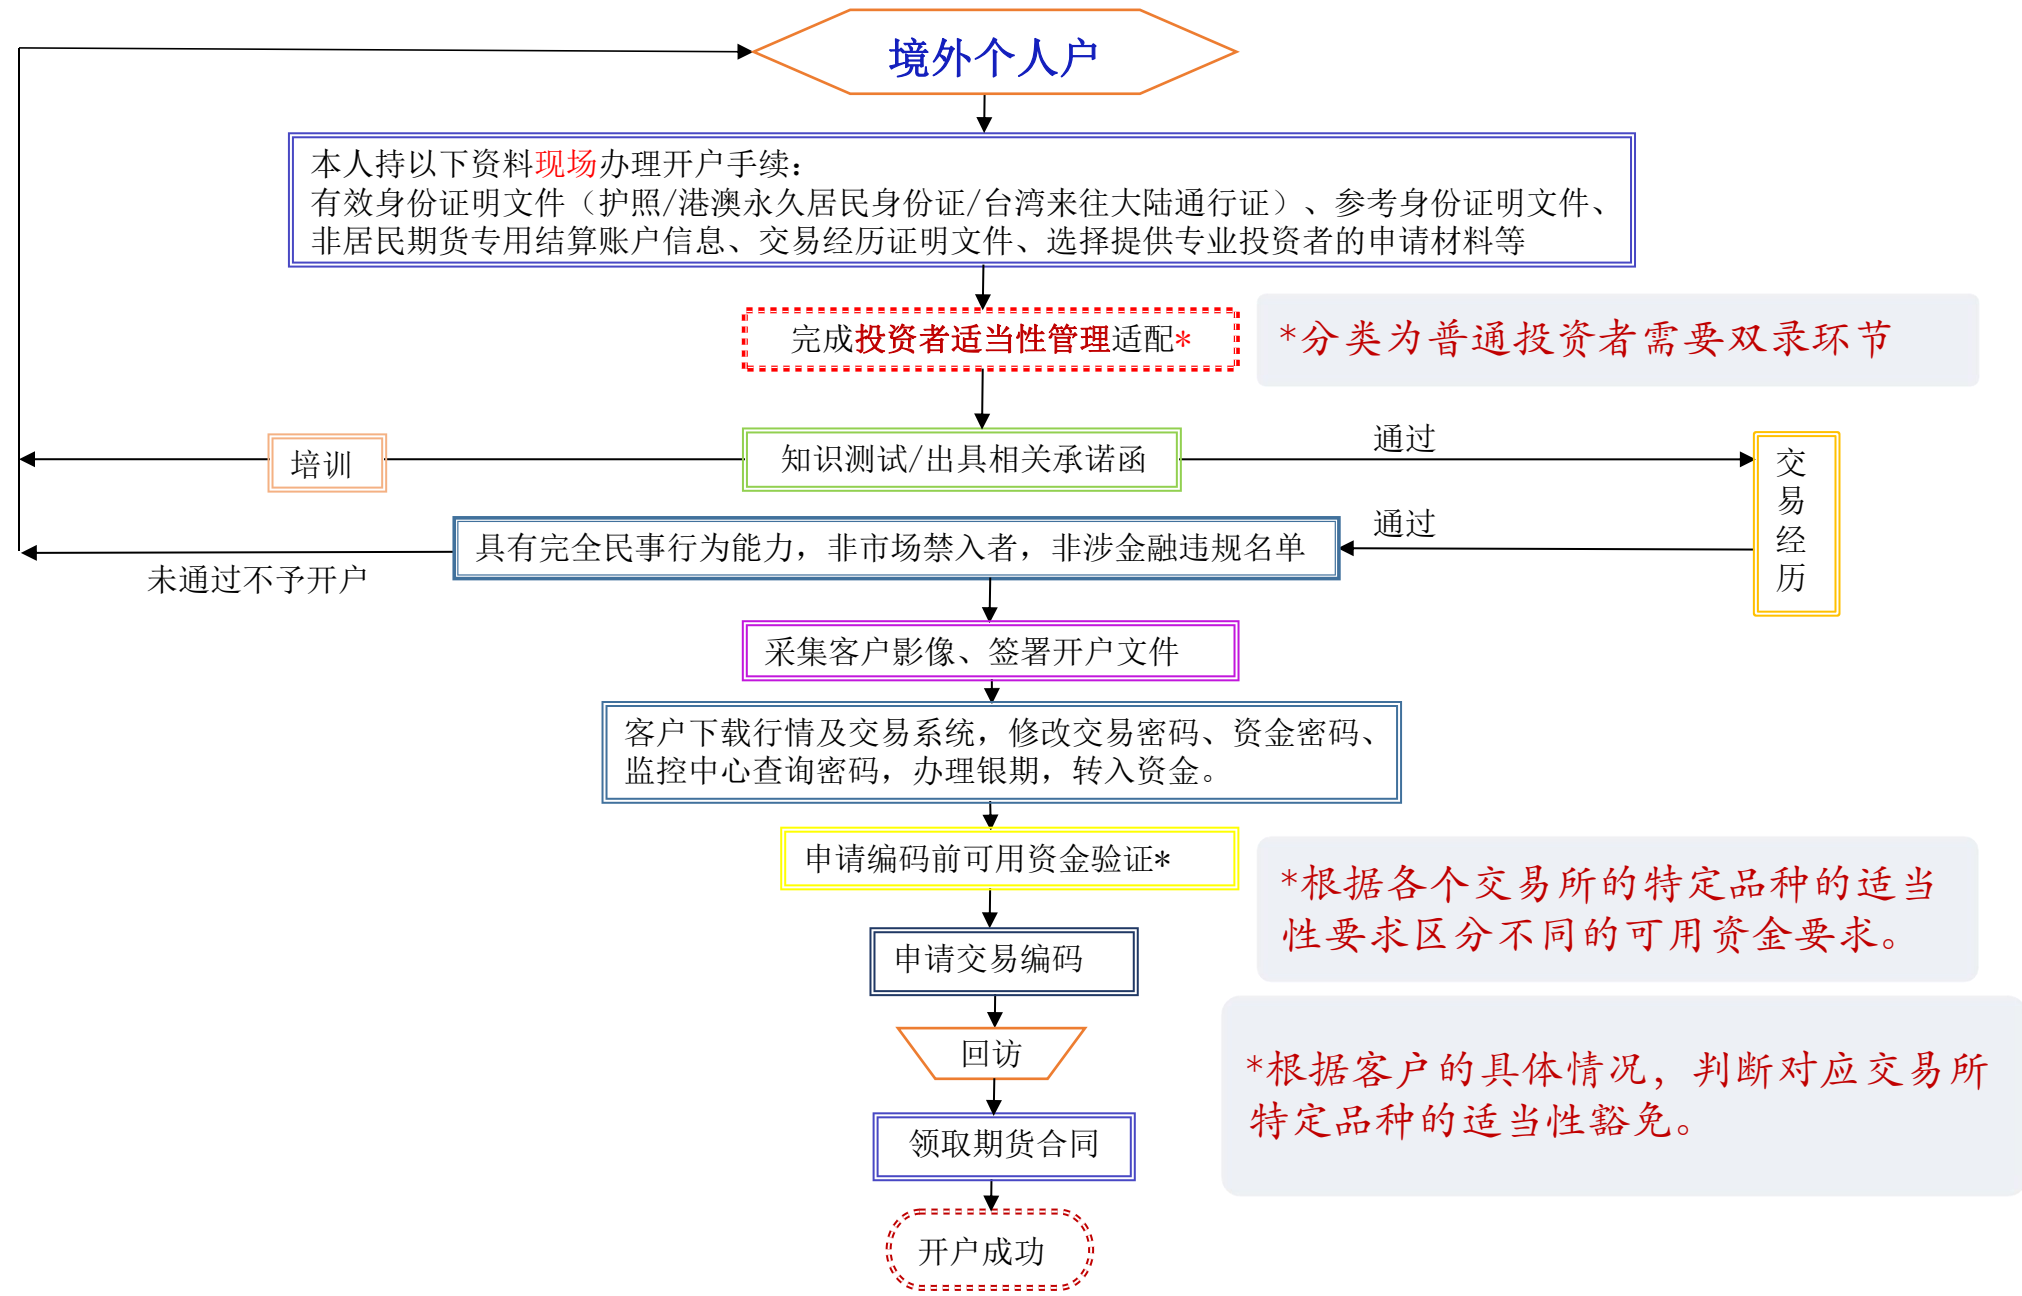 境外个人户
本人持以下资料现场办理开户手续：
有效身份证明文件（护照/港澳永久居民身份证/台湾来往大陆通行证）、参考身份证明文件、
非居民期货专用结算账户信息、交易经历证明文件、选择提供专业投资者的申请材料等
完成投资者适当性管理适配*
*分类为普通投资者需要双录环节
培训
知识测试/出具相关承诺函
通过
交
易
经
历
具有完全民事行为能力，非市场禁入者，非涉金融违规名单
通过
未通过不予开户
采集客户影像、签署开户文件
客户下载行情及交易系统，修改交易密码、资金密码、
监控中心查询密码，办理银期，转入资金。
申请编码前可用资金验证*
*根据各个交易所的特定品种的适当
性要求区分不同的可用资金要求。
申请交易编码
回访
*根据客户的具体情况，判断对应交易所
特定品种的适当性豁免。
领取期货合同
开户成功